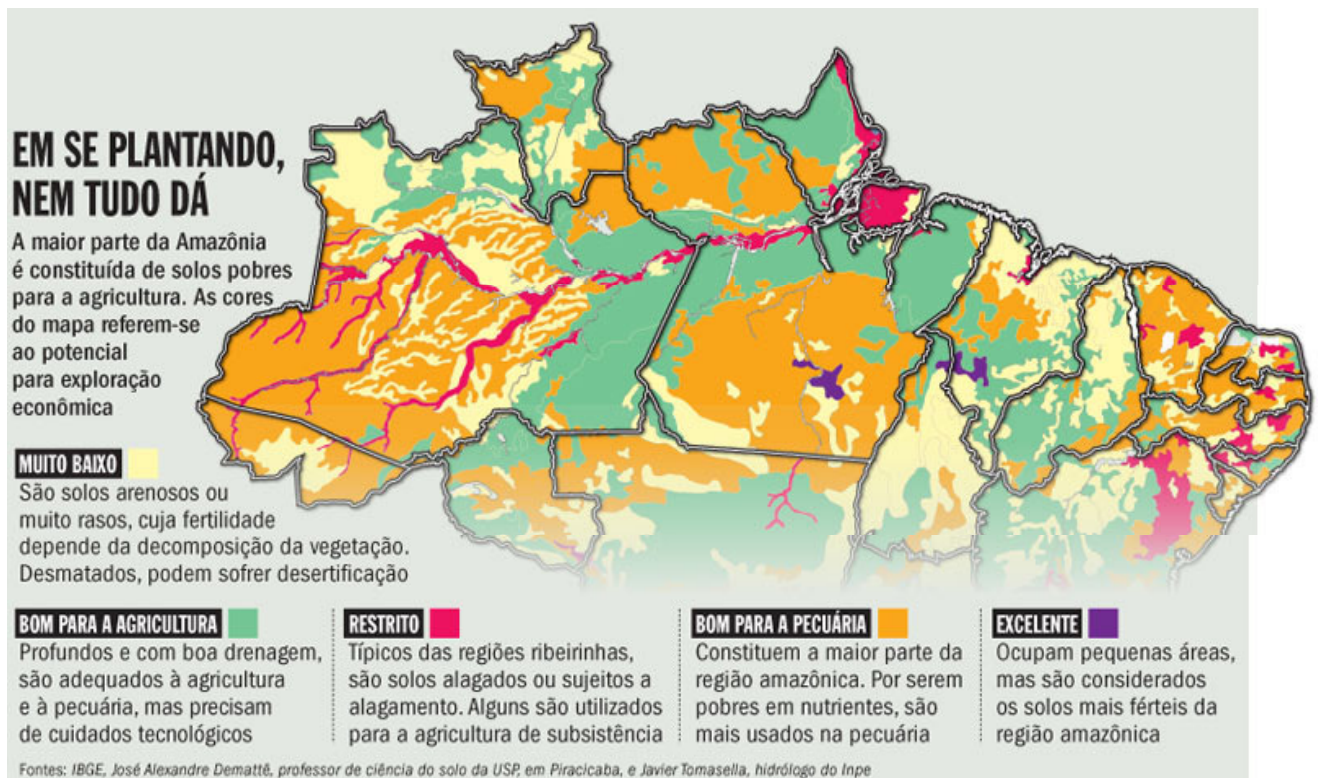 EM SE PLANTANDO,
NEM TUDO DÁ
A maior parte da Amazônia
é constituída de solos pobres
para a agricultura. As cores
do mapa referem-se
ao potencial
para exploração
econômica
MUITO BAIXO
São solos arenosos ou
muito rasos, cuja fertilidade
depende da decomposição da vegetação.
Desmatados, podem sofrer desertificação
BOM PARA A AGRICULTURA
Profundos e com boa drenagem,
são adequados à agricultura
e à pecuária, mas precisam
de cuidados tecnológicos
RESTRITO
Típicos das regiões ribeirinhas,
são solos alagados ou sujeitos a
alagamento. Alguns são utilizados
para a agricultura de subsistência
BOM PARA A PECUÁRIA
Constituem a maior parte da
região amazônica. Por serem
pobres em nutrientes, são
mais usados na pecuária
EXCELENTE
Ocupam pequenas áreas,
mas são considerados
os solos mais férteis da
região amazônica
Fontes: IBGE, José Alexandre Demattê, professor de ciência do solo da USP, em Piracicaba, e Javier Tomasella, hidrólogo do Inpe